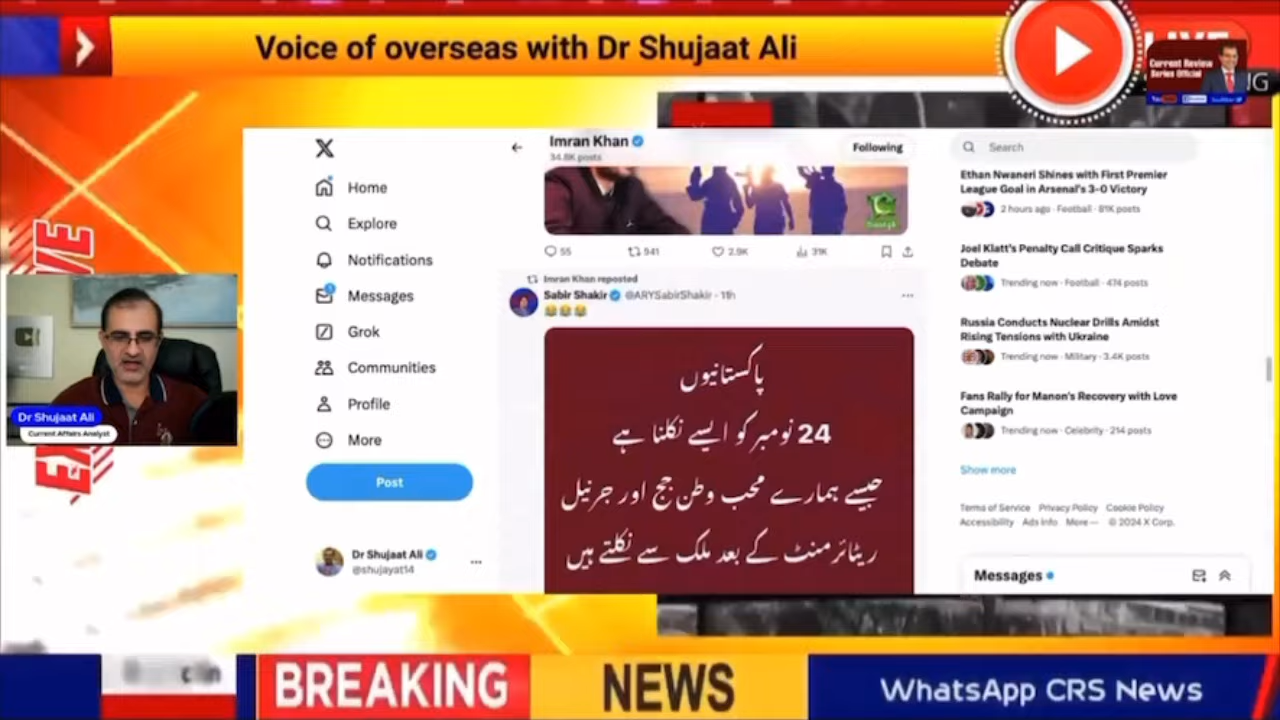 Voice of overseas with Dr Shujaat Ali
Current Review
Series Official
Imran Khan
34.8K posts
Following
Search
Home
Explore
Notifications
Messages
Grok
Communities
Profile
More
Post
Dr Shujaat Ali
@shujayat14
55
941
2.9K
31K
Imran Khan reposted
Sabir Shakir @ARYSabirShakir · 11h
😂😂😂
پاکستانیوں
24 نومبر کو ایسے نکلنا ہے
جیسے ہمارے محب وطن جج اور جرنیل
ریٹائرمنٹ کے بعد ملک سے نکلتے ہیں
Ethan Nwaneri Shines with First Premier
League Goal in Arsenal's 3-0 Victory
2 hours ago · Football · 81K posts
Joel Klatt's Penalty Call Critique Sparks
Debate
Trending now · Football · 474 posts
Russia Conducts Nuclear Drills Amidst
Rising Tensions with Ukraine
Trending now · Military · 3.4K posts
Fans Rally for Manon's Recovery with Love
Campaign
Trending now · Celebrity · 214 posts
Show more
Terms of Service Privacy Policy Cookie Policy
Accessibility Ads info More— © 2024 X Corp.
Messages
Dr Shujaat Ali
Current Affairs Analyst
BREAKING
NEWS
WhatsApp CRS News